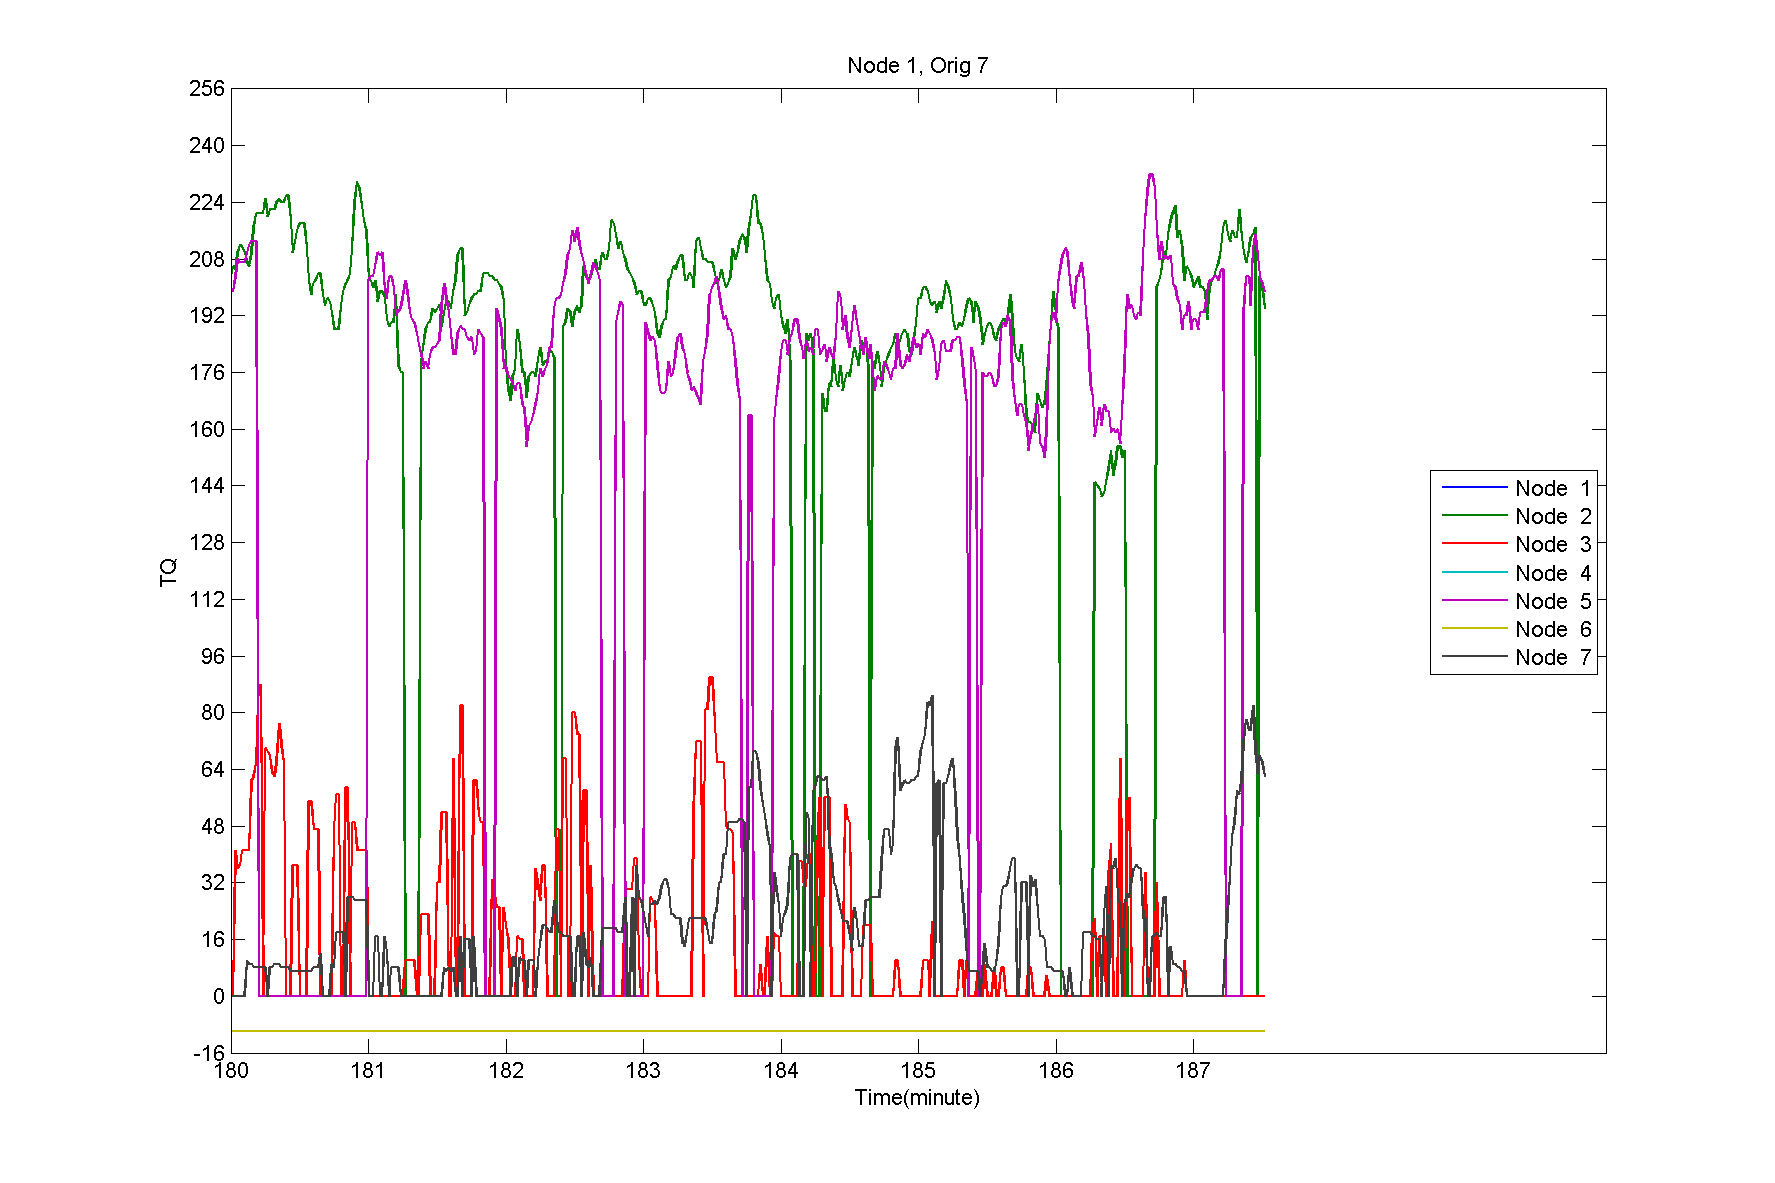 Node 1, Orig 7
256
240
224
208
192
176
160
144
128
112
96
80
64
48
32
16
0
-16
TQ
180 181 182 183 184 185 186 187
Time(minute)
Node 1
Node 2
Node 3
Node 4
Node 5
Node 6
Node 7